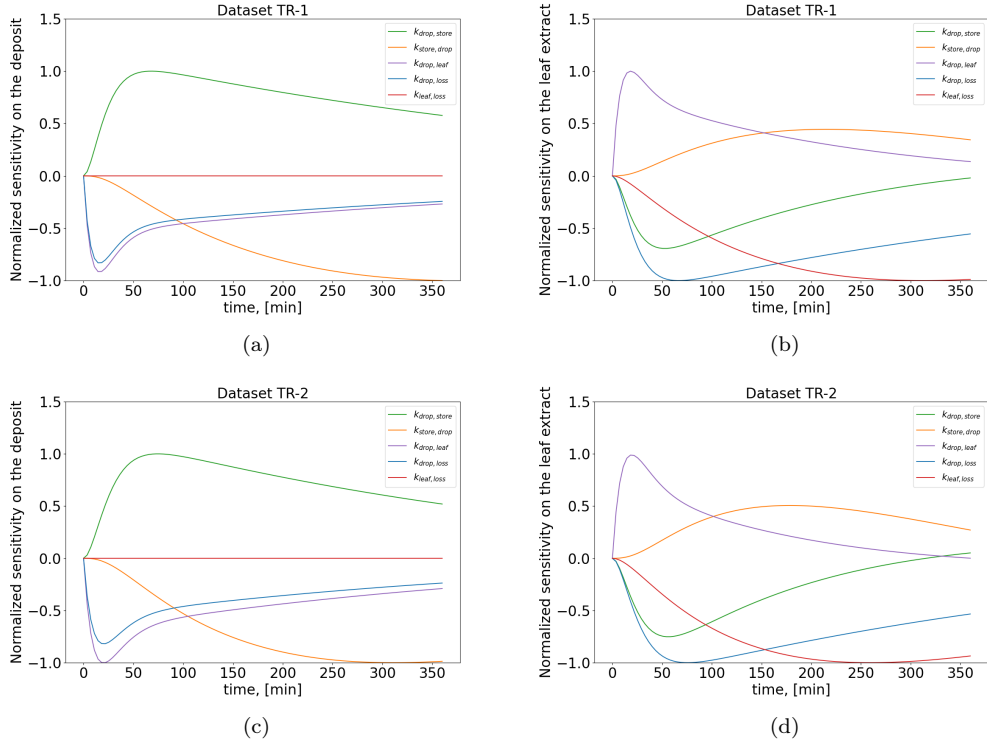 Dataset TR-1
Normalized sensitivity on the deposit
1.5
1.0
0.5
0.0
−0.5
−1.0
k_drop,store
k_store,drop
k_drop,leaf
k_drop,loss
k_leaf,loss
0 50 100 150 200 250 300 350
time, [min]
(a)
Dataset TR-1
Normalized sensitivity on the leaf extract
1.5
1.0
0.5
0.0
−0.5
−1.0
k_drop,store
k_store,drop
k_drop,leaf
k_drop,loss
k_leaf,loss
0 50 100 150 200 250 300 350
time, [min]
(b)
Dataset TR-2
Normalized sensitivity on the deposit
1.5
1.0
0.5
0.0
−0.5
−1.0
k_drop,store
k_store,drop
k_drop,leaf
k_drop,loss
k_leaf,loss
0 50 100 150 200 250 300 350
time, [min]
(c)
Dataset TR-2
Normalized sensitivity on the leaf extract
1.5
1.0
0.5
0.0
−0.5
−1.0
k_drop,store
k_store,drop
k_drop,leaf
k_drop,loss
k_leaf,loss
0 50 100 150 200 250 300 350
time, [min]
(d)